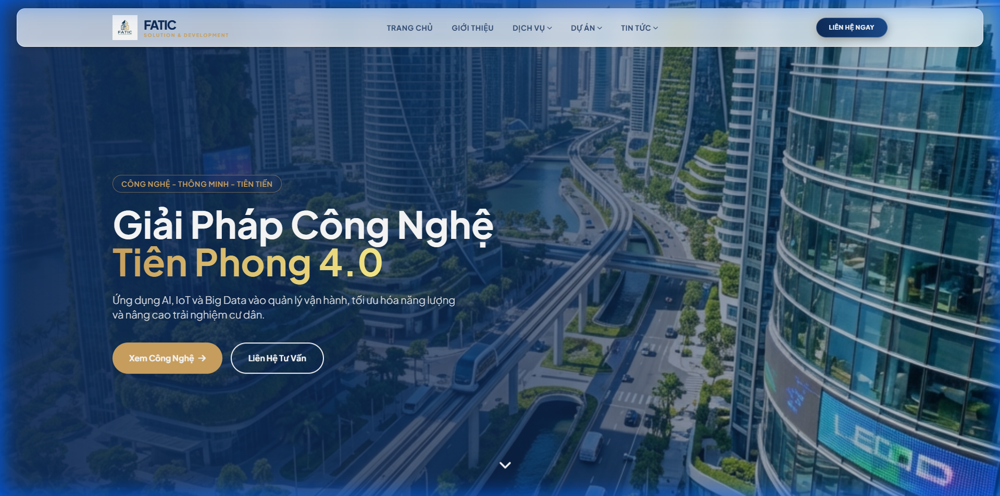 FATIC
FATIC
SOLUTION & DEVELOPMENT
TRANG CHỦ
GIỚI THIỆU
DỊCH VỤ
DỰ ÁN
TIN TỨC
LIÊN HỆ NGAY
CÔNG NGHỆ - THÔNG MINH - TIÊN TIẾN
Giải Pháp Công Nghệ
Tiên Phong 4.0
Ứng dụng AI, IoT và Big Data vào quản lý vận hành, tối ưu hóa năng lượng
và nâng cao trải nghiệm cư dân.
Xem Công Nghệ
Liên Hệ Tư Vấn